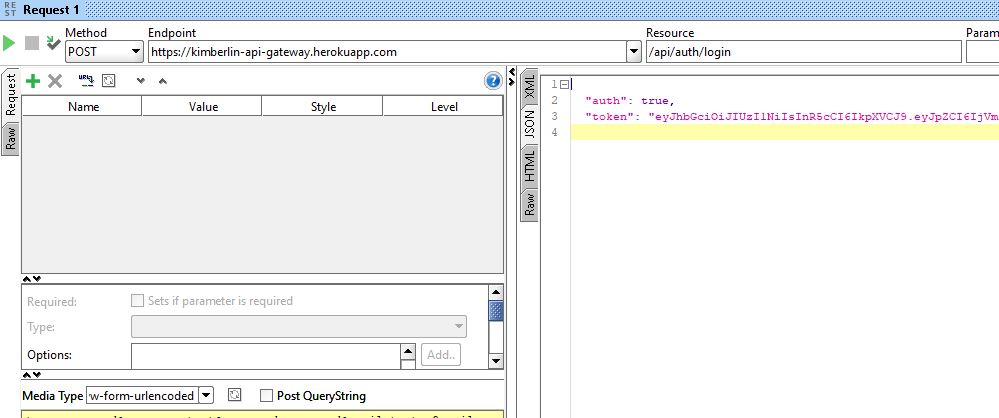 RE
ST
Request 1
Method
Endpoint
Resource
Param
POST
https://kimberlin-api-gateway.herokuapp.com
/api/auth/login
Request
Raw
Name
Value
Style
Level
Required:
Sets if parameter is required
Type:
Options:
Add..
Media Type
w-form-urlencoded
Post QueryString
XML
JSON
HTML
Raw
1
2 "auth": true,
3 "token": "eyJhbGciOiJIUzI1NiIsInR5cCI6IkpXVCJ9.eyJpZCI6IjVm
4